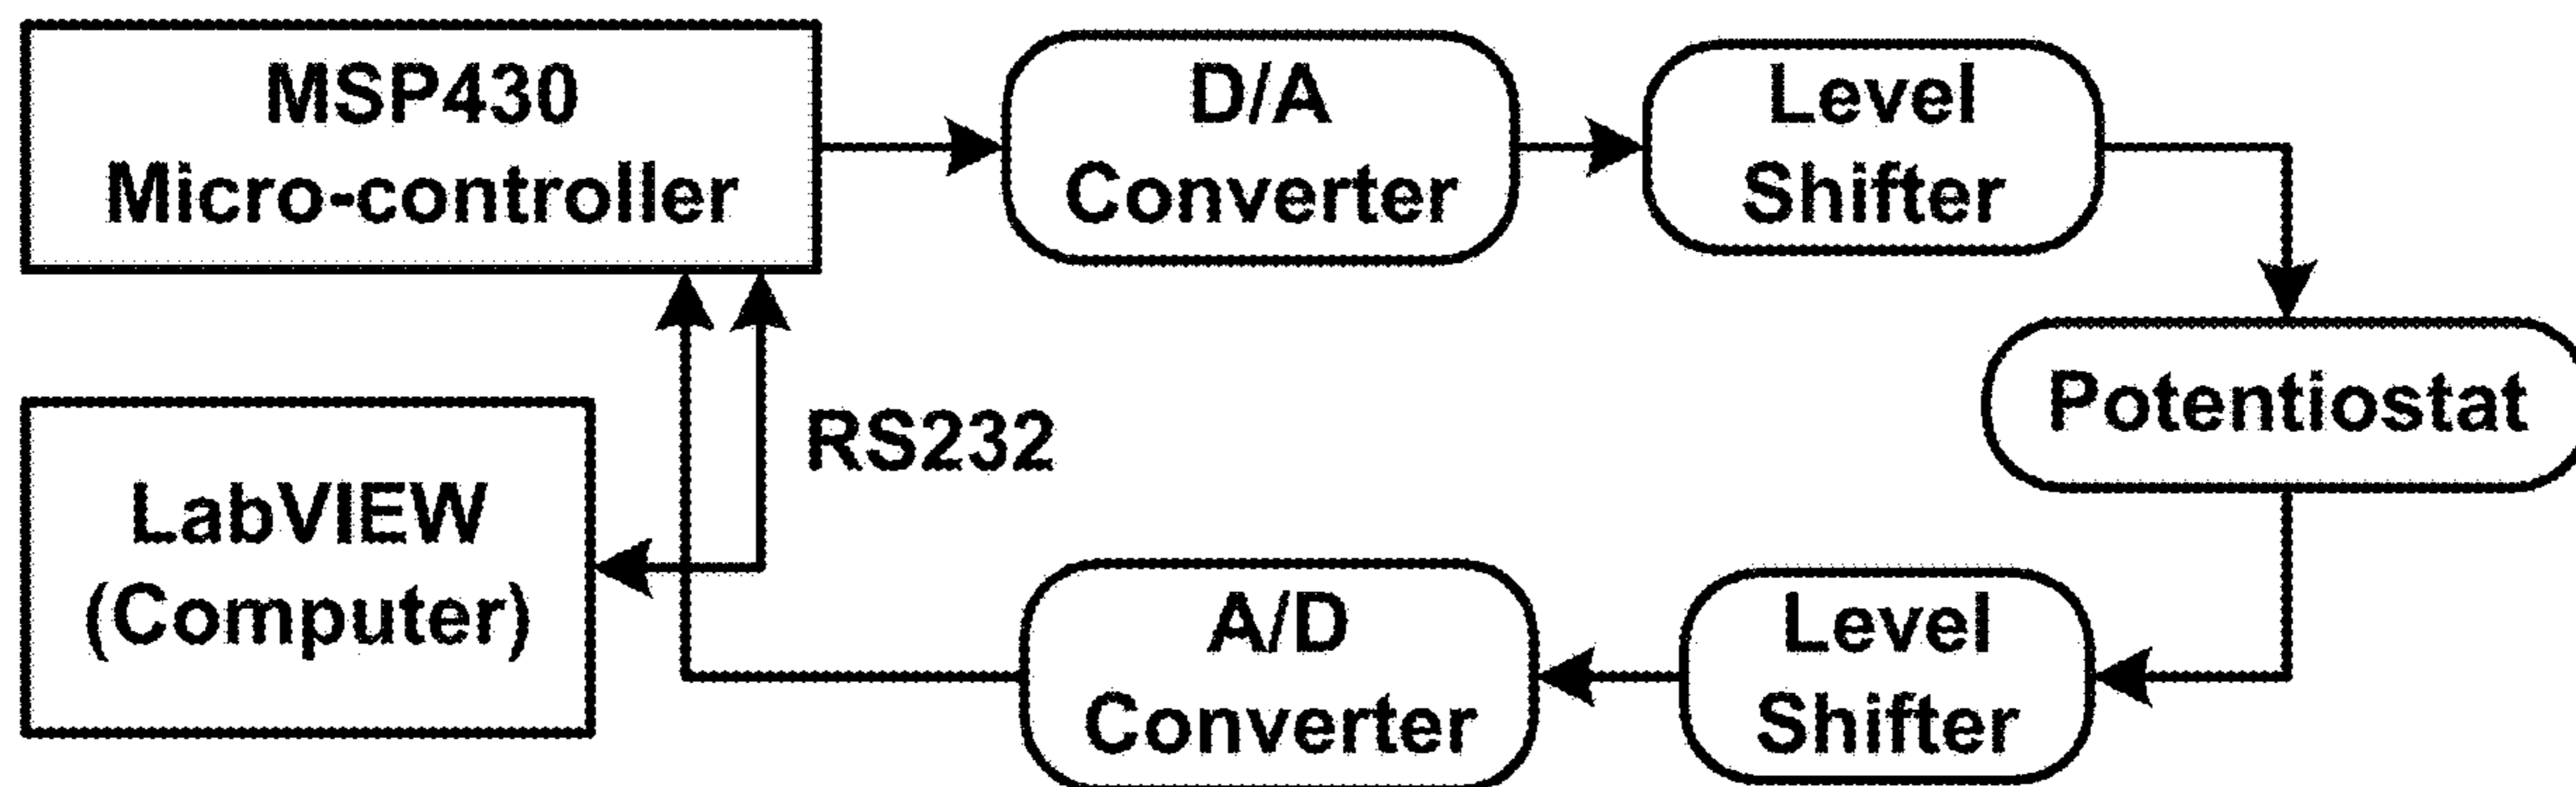 MSP430
Micro-controller
D/A
Converter
Level
Shifter
Potentiostat
RS232
LabVIEW
(Computer)
A/D
Converter
Level
Shifter